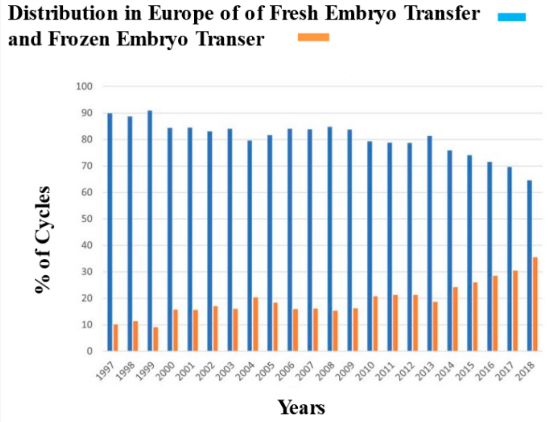 Distribution in Europe of of Fresh Embryo Transfer
and Frozen Embryo Transer
100
90
80
70
60
50
40
30
20
10
0
% of Cycles
1997 1998 1999 2000 2001 2002 2003 2004 2005 2006 2007 2008 2009 2010 2011 2012 2013 2014 2015 2016 2017 2018
Years